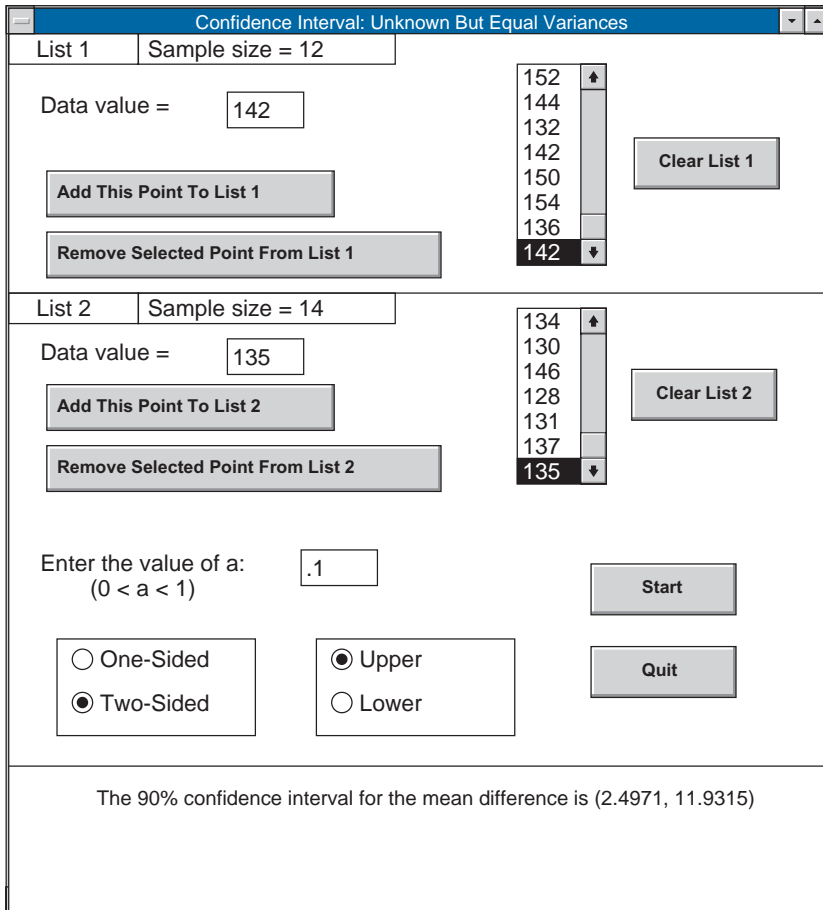 Confidence Interval: Unknown But Equal Variances
List 1
Sample size = 12
Data value =
142
152
144
132
142
150
154
136
142
Clear List 1
Add This Point To List 1
Remove Selected Point From List 1
List 2
Sample size = 14
Data value =
135
134
130
146
128
131
137
135
Clear List 2
Add This Point To List 2
Remove Selected Point From List 2
Enter the value of a:
(0 < a < 1)
.1
Start
One-Sided
Two-Sided
Upper
Lower
Quit
The 90% confidence interval for the mean difference is (2.4971, 11.9315)